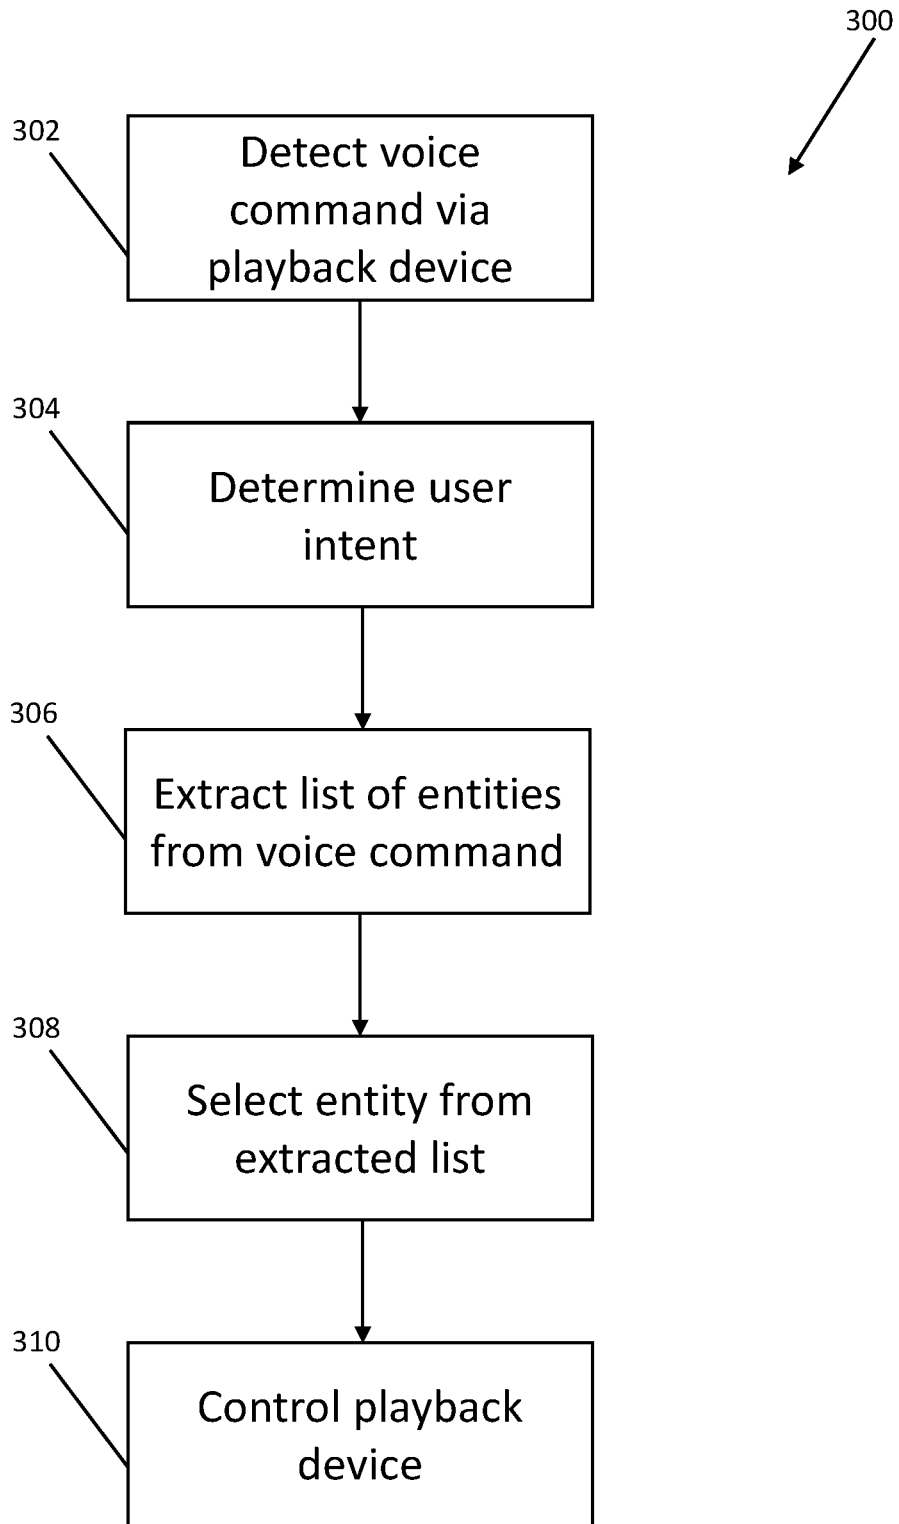 300
302
Detect voice
command via
playback device
304
Determine user
intent
306
Extract list of entities
from voice command
308
Select entity from
extracted list
310
Control playback
device